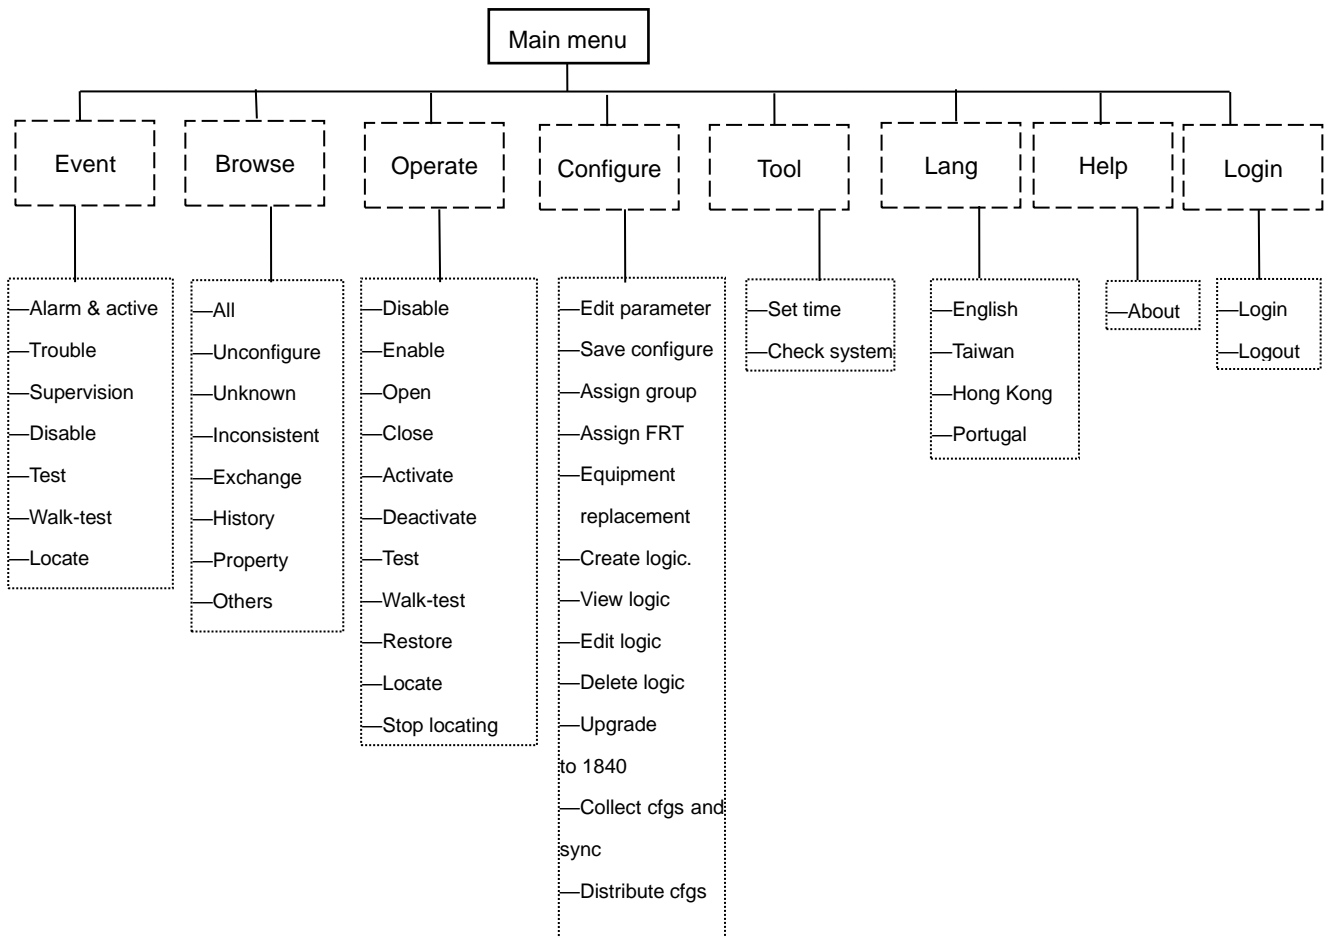 Main menu
Event
Browse
Operate
Configure
Tool
Lang
Help
Login
—Alarm & active
—Trouble
—Supervision
—Disable
—Test
—Walk-test
—Locate
—All
—Unconfigure
—Unknown
—Inconsistent
—Exchange
—History
—Property
—Others
—Disable
—Enable
—Open
—Close
—Activate
—Deactivate
—Test
—Walk-test
—Restore
—Locate
—Stop locating
—Edit parameter
—Save configure
—Assign group
—Assign FRT
—Equipment
replacement
—Create logic.
—View logic
—Edit logic
—Delete logic
—Upgrade
to 1840
—Collect cfgs and
sync
—Distribute cfgs
—Set time
—Check system
—English
—Taiwan
—Hong Kong
—Portugal
—About
—Login
—Logout